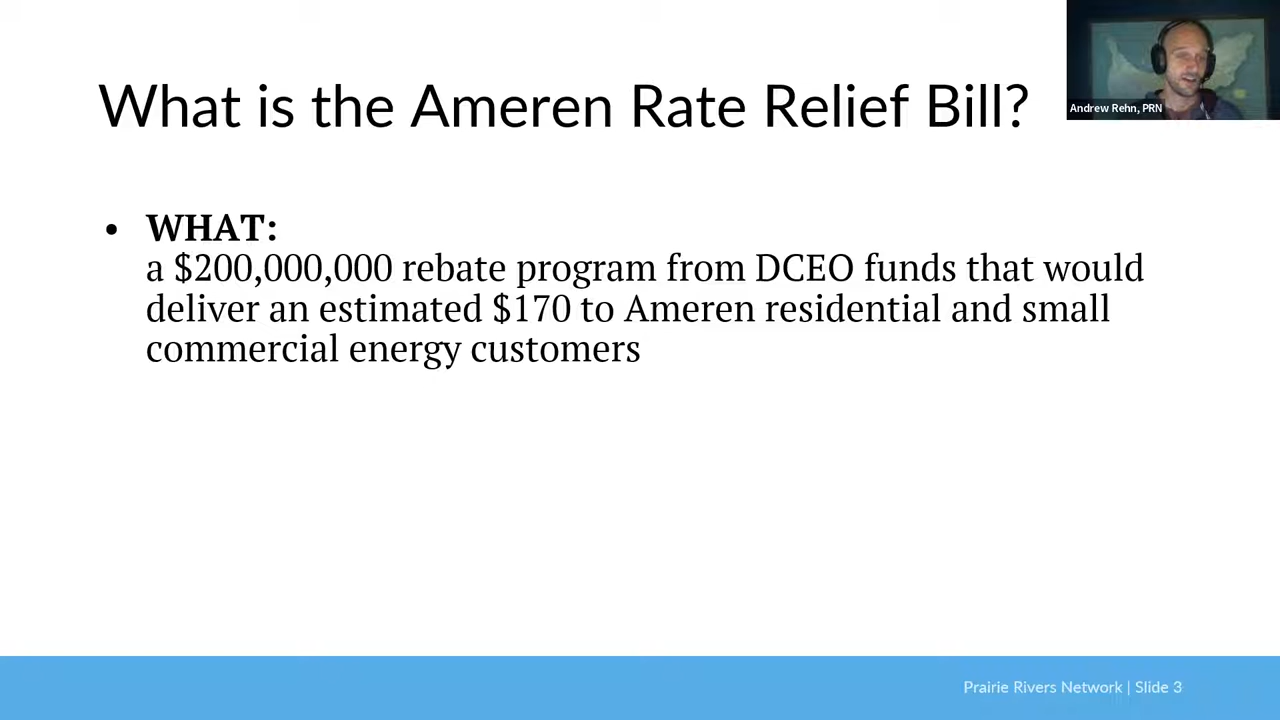 What is the Ameren Rate Relief Bill?
Andrew Rehn, PRN
• WHAT:
a $200,000,000 rebate program from DCEO funds that would
deliver an estimated $170 to Ameren residential and small
commercial energy customers
Prairie Rivers Network | Slide 3